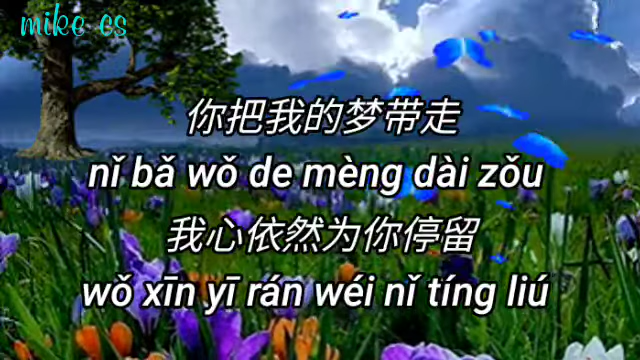 mike es
你把我的梦带走
nǐ bǎ wǒ de mèng dài zǒu
我心依然为你停留
wǒ xīn yī rán wéi nǐ tíng liú